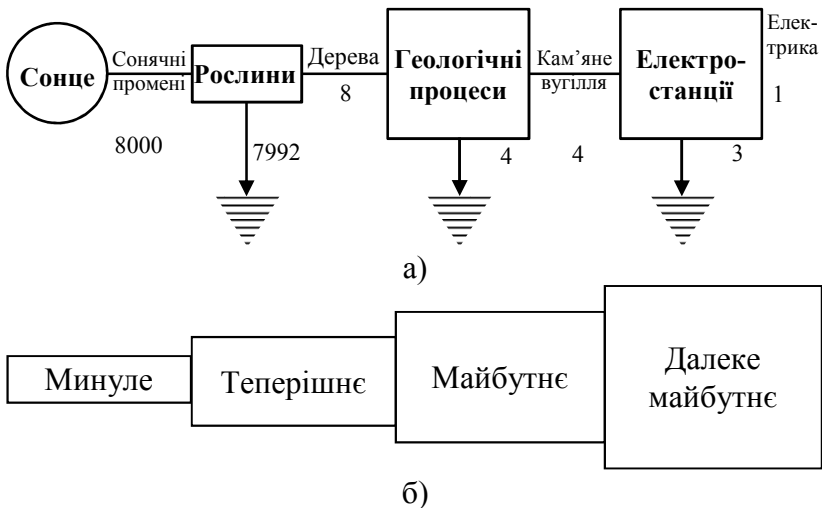 Сонце
Сонячні
промені
8000
Рослини
7992
Дерева
8
Геологічні
процеси
4
Кам’яне
вугілля
4
Електро-
станції
3
Елек-
трика
1
а)
Минуле
Теперішнє
Майбутнє
Далеке
майбутнє
б)